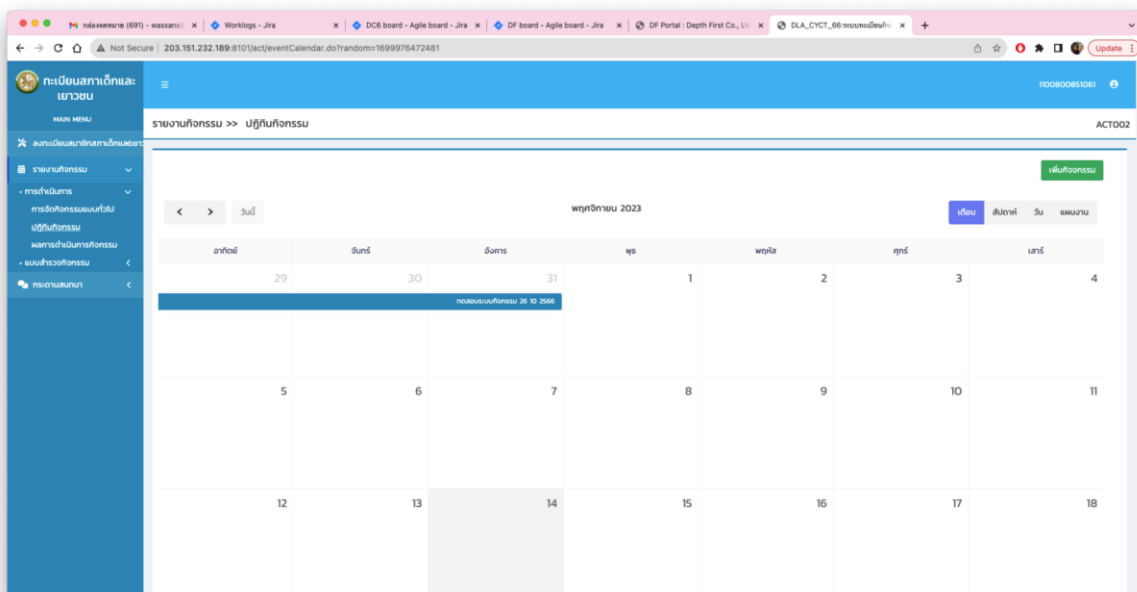 กล่องจดหมาย (691) - wassana
Worklogs - Jira
DC6 board - Agile board - Jira
DF board - Agile board - Jira
DF Portal : Depth First Co., Lt
DLA_CYCT_66:ระบบทะเบียน
Not Secure | 203.151.232.189:8101/act/eventCalendar.do?random=1699976472481
Update
ทะเบียนสภาเด็กและ
เยาวชน
1100800851061
MAIN MENU
รายงานกิจกรรม >> ปฏิทินกิจกรรม
ACT002
ลงทะเบียนสมาชิกสภาเด็กและเยาว
รายงานกิจกรรม
เพิ่มกิจกรรม
การดำเนินการ
การจัดกิจกรรมแบบทั่วไป
ปฏิทินกิจกรรม
ผลการดำเนินการกิจกรรม
แบบสำรวจกิจกรรม
กระดานสนทนา
วันนี้
พฤศจิกายน 2023
เดือน สัปดาห์ วัน แผนงาน
อาทิตย์ จันทร์ อังคาร พุธ พฤหัส ศุกร์ เสาร์
29 30 31 1 2 3 4
ทดสอบระบบกิจกรรม 26 10 2566
5 6 7 8 9 10 11
12 13 14 15 16 17 18